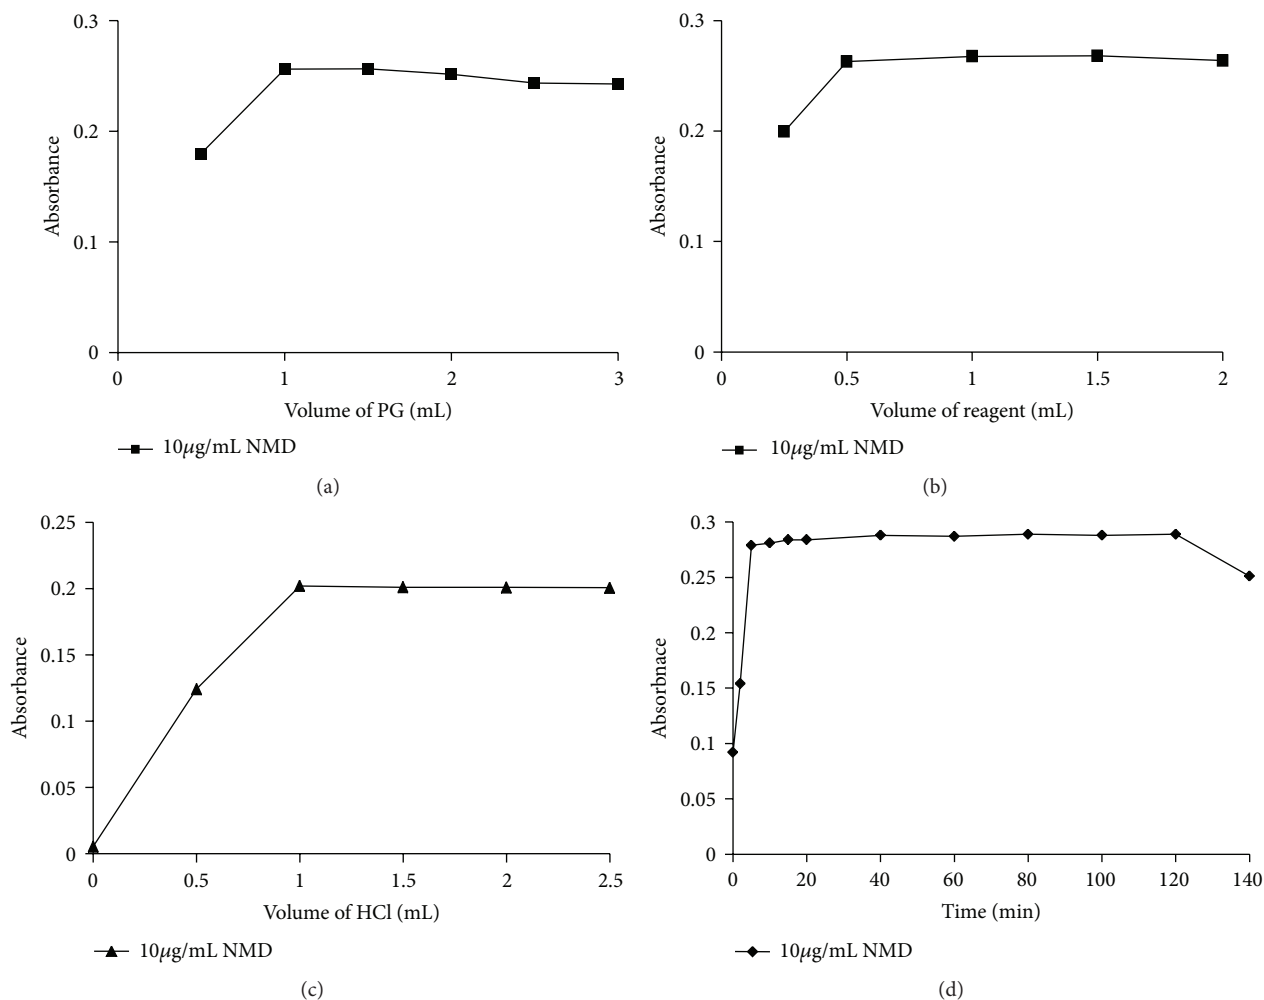 0.3
0.2
0.1
0
0 1 2 3
Absorbance
Volume of PG (mL)
10μg/mL NMD
(a)
0.3
0.2
0.1
0
0 0.5 1 1.5 2
Absorbance
Volume of reagent (mL)
10μg/mL NMD
(b)
0.25
0.2
0.15
0.1
0.05
0
0 0.5 1 1.5 2 2.5
Absorbance
Volume of HCl (mL)
10μg/mL NMD
(c)
0.3
0.25
0.2
0.15
0.1
0.05
0
0 20 40 60 80 100 120 140
Absorbnace
Time (min)
10μg/mL NMD
(d)